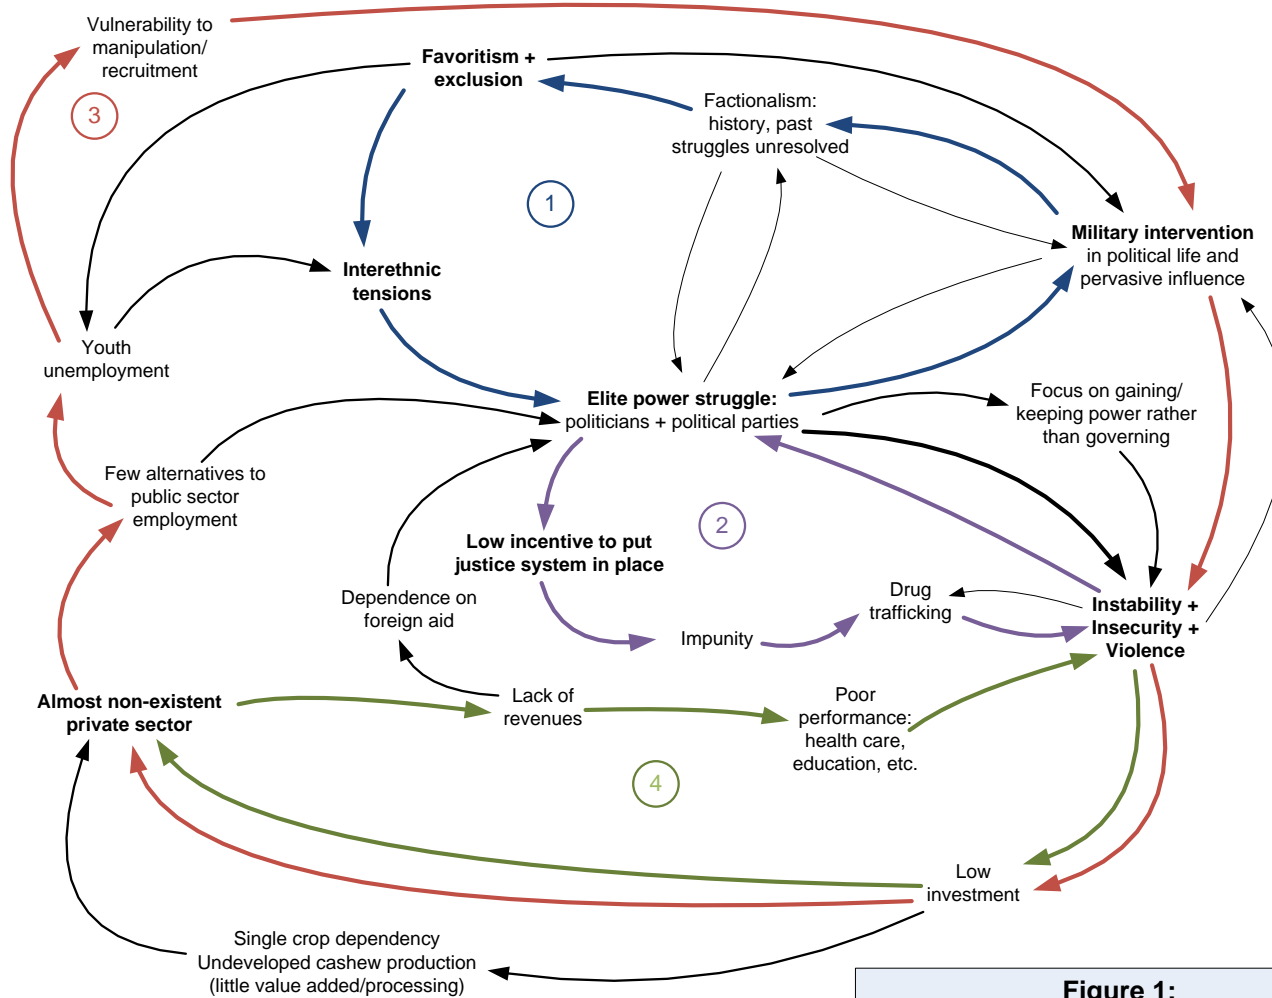 Vulnerability to
manipulation/
recruitment
3
Favoritism +
exclusion
Factionalism:
history, past
struggles unresolved
1
Military intervention
in political life and
pervasive influence
Interethnic
tensions
Youth
unemployment
Elite power struggle:
politicians + political parties
Focus on gaining/
keeping power rather
than governing
Few alternatives to
public sector
employment
2
Low incentive to put
justice system in place
Dependence on
foreign aid
Impunity
Drug
trafficking
Instability +
Insecurity +
Violence
Almost non-existent
private sector
Lack of
revenues
Poor
performance:
health care,
education, etc.
4
Low
investment
Single crop dependency
Undeveloped cashew production
(little value added/processing)
Figure 1: